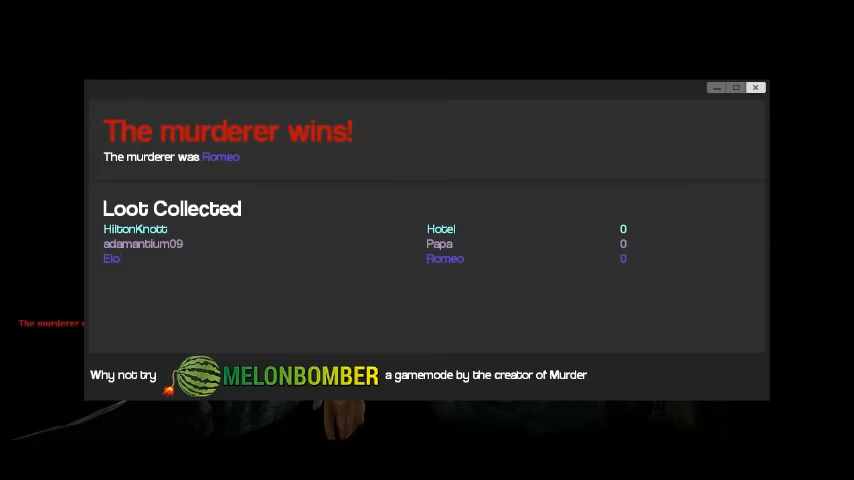 The murderer wins!
The murderer was Romeo
Loot Collected
HiltonKnott Hotel 0
adamantium09 Papa 0
Elo! Romeo 0
The murderer
Why not try MELONBOMBER a gamemode by the creator of Murder